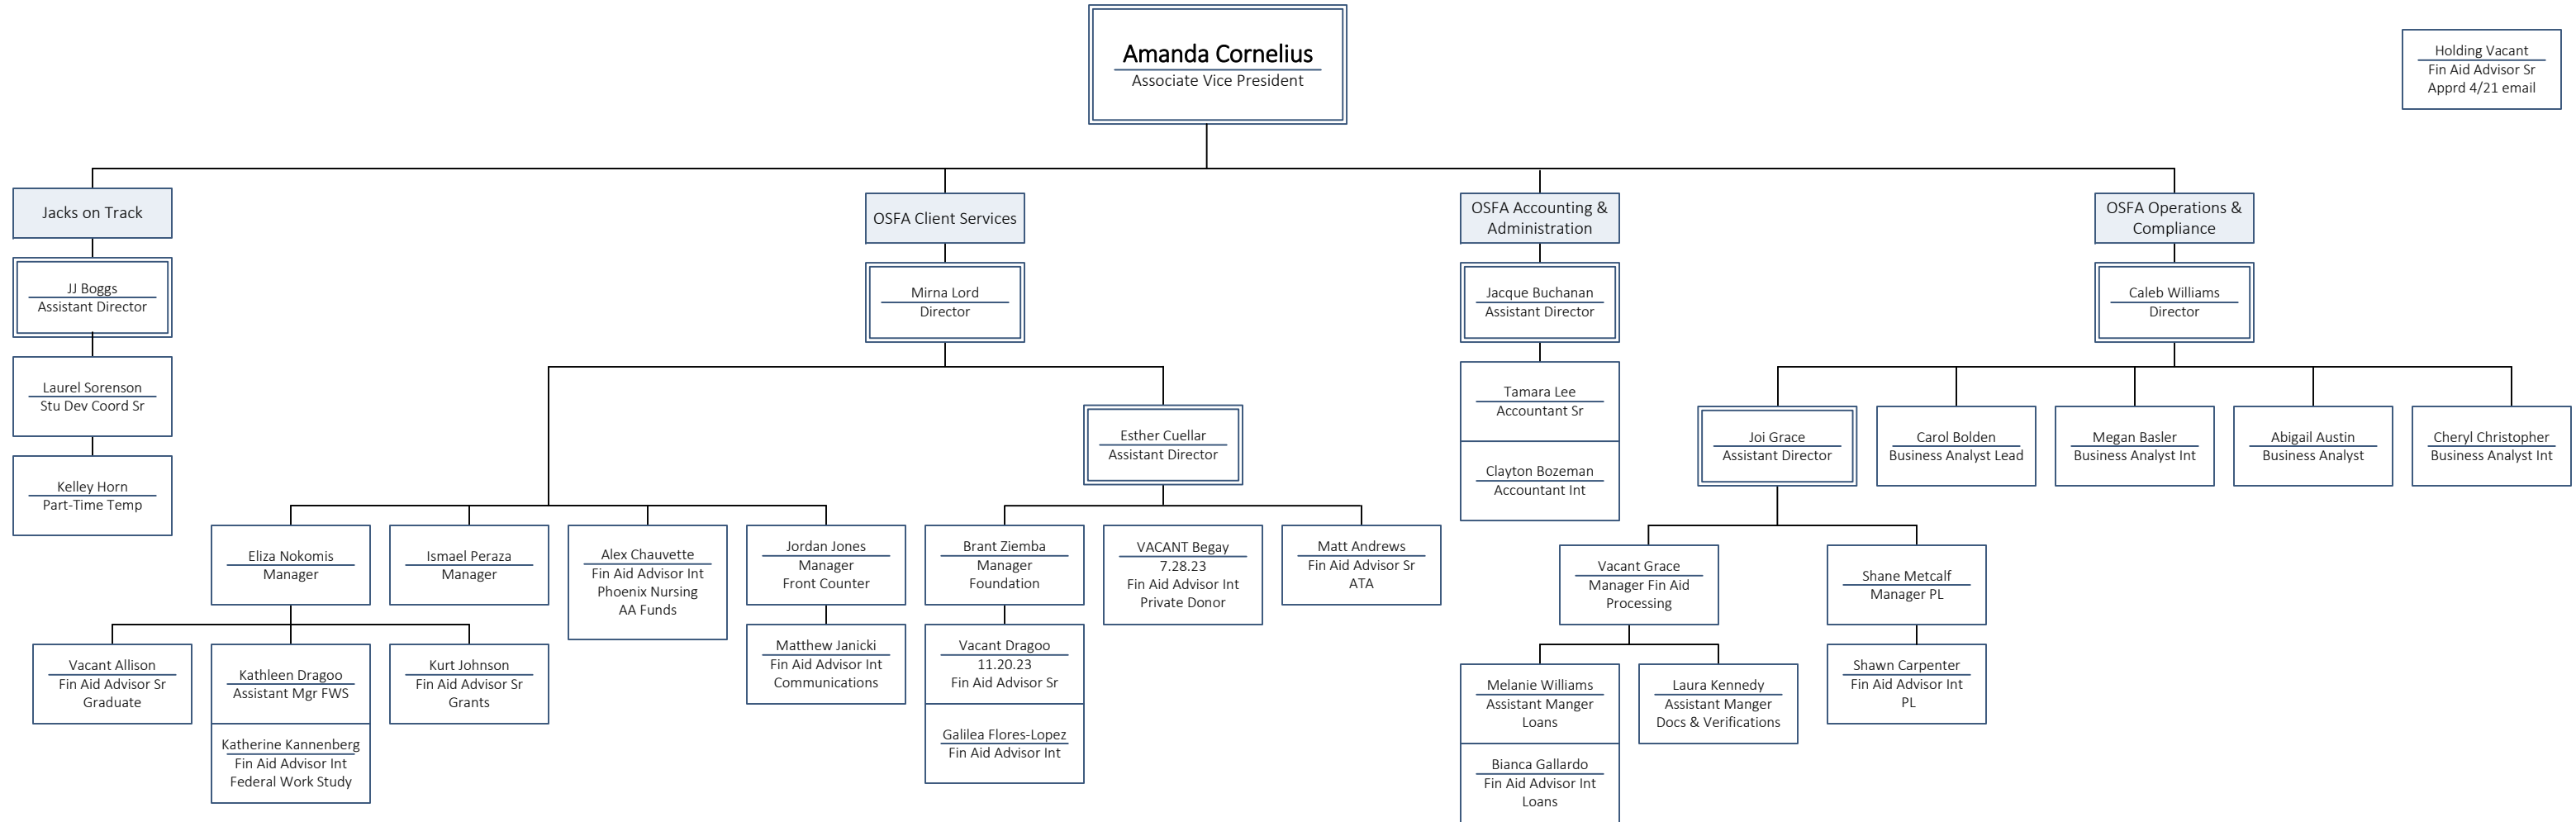 Amanda Cornelius
Associate Vice President
Holding Vacant
Fin Aid Advisor Sr
Apprd 4/21 email
Jacks on Track
JJ Boggs
Assistant Director
Laurel Sorenson
Stu Dev Coord Sr
Kelley Horn
Part-Time Temp
OSFA Client Services
Mirna Lord
Director
Eliza Nokomis
Manager
Vacant Allison
Fin Aid Advisor Sr
Graduate
Kathleen Dragoo
Assistant Mgr FWS
Katherine Kannenberg
Fin Aid Advisor Int
Federal Work Study
Kurt Johnson
Fin Aid Advisor Sr
Grants
Ismael Peraza
Manager
Alex Chauvette
Fin Aid Advisor Int
Phoenix Nursing
AA Funds
Jordan Jones
Manager
Front Counter
Matthew Janicki
Fin Aid Advisor Int
Communications
Esther Cuellar
Assistant Director
Brant Ziemba
Manager
Foundation
Vacant Dragoo
11.20.23
Fin Aid Advisor Sr
Galilea Flores-Lopez
Fin Aid Advisor Int
VACANT Begay
7.28.23
Fin Aid Advisor Int
Private Donor
Matt Andrews
Fin Aid Advisor Sr
ATA
OSFA Accounting &
Administration
Jacque Buchanan
Assistant Director
Tamara Lee
Accountant Sr
Clayton Bozeman
Accountant Int
OSFA Operations &
Compliance
Caleb Williams
Director
Joi Grace
Assistant Director
Vacant Grace
Manager Fin Aid
Processing
Melanie Williams
Assistant Manger
Loans
Bianca Gallardo
Fin Aid Advisor Int
Loans
Laura Kennedy
Assistant Manger
Docs & Verifications
Shane Metcalf
Manager PL
Shawn Carpenter
Fin Aid Advisor Int
PL
Carol Bolden
Business Analyst Lead
Megan Basler
Business Analyst Int
Abigail Austin
Business Analyst
Cheryl Christopher
Business Analyst Int